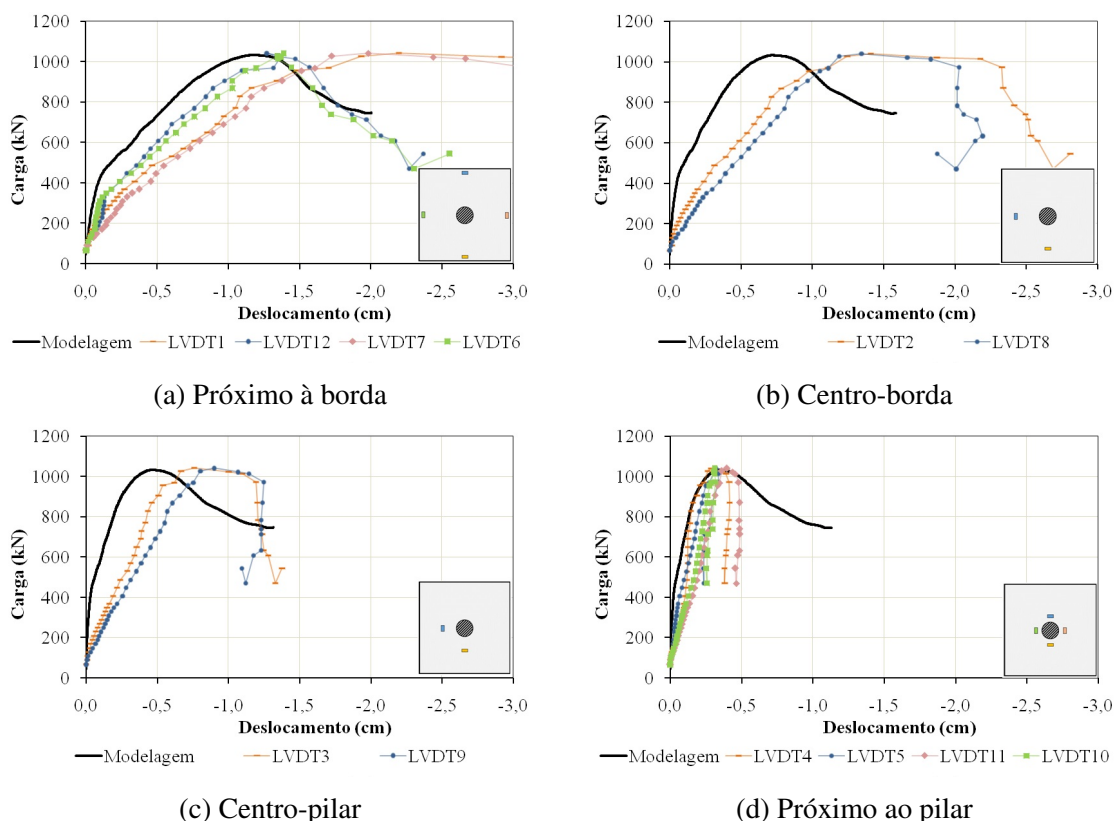 1200
1000
800
600
400
200
0
Carga (kN)
0,0 -0,5 -1,0 -1,5 -2,0 -2,5 -3,0
Deslocamento (cm)
Modelagem LVDT1 LVDT12 LVDT7 LVDT6
(a) Próximo à borda
1200
1000
800
600
400
200
0
Carga (kN)
0,0 -0,5 -1,0 -1,5 -2,0 -2,5 -3,0
Deslocamento (cm)
Modelagem LVDT2 LVDT8
(b) Centro-borda
1200
1000
800
600
400
200
0
Carga (kN)
0,0 -0,5 -1,0 -1,5 -2,0 -2,5 -3,0
Deslocamento (cm)
Modelagem LVDT3 LVDT9
(c) Centro-pilar
1200
1000
800
600
400
200
0
Carga (kN)
0,0 -0,5 -1,0 -1,5 -2,0 -2,5 -3,0
Deslocamento (cm)
Modelagem LVDT4 LVDT5 LVDT11 LVDT10
(d) Próximo ao pilar